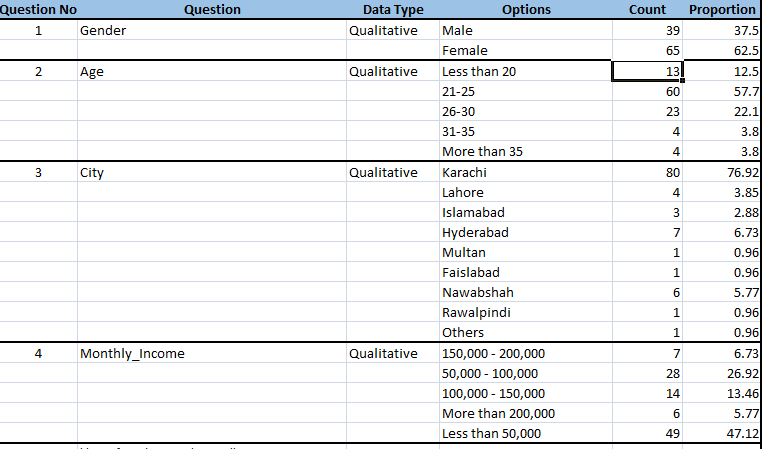 Question No Question Data Type Options Count Proportion
1 Gender Qualitative Male 39 37.5
Female 65 62.5
2 Age Qualitative Less than 20 13 12.5
21-25 60 57.7
26-30 23 22.1
31-35 4 3.8
More than 35 4 3.8
3 City Qualitative Karachi 80 76.92
Lahore 4 3.85
Islamabad 3 2.88
Hyderabad 7 6.73
Multan 1 0.96
Faislabad 1 0.96
Nawabshah 6 5.77
Rawalpindi 1 0.96
Others 1 0.96
4 Monthly_Income Qualitative 150,000 - 200,000 7 6.73
50,000 - 100,000 28 26.92
100,000 - 150,000 14 13.46
More than 200,000 6 5.77
Less than 50,000 49 47.12